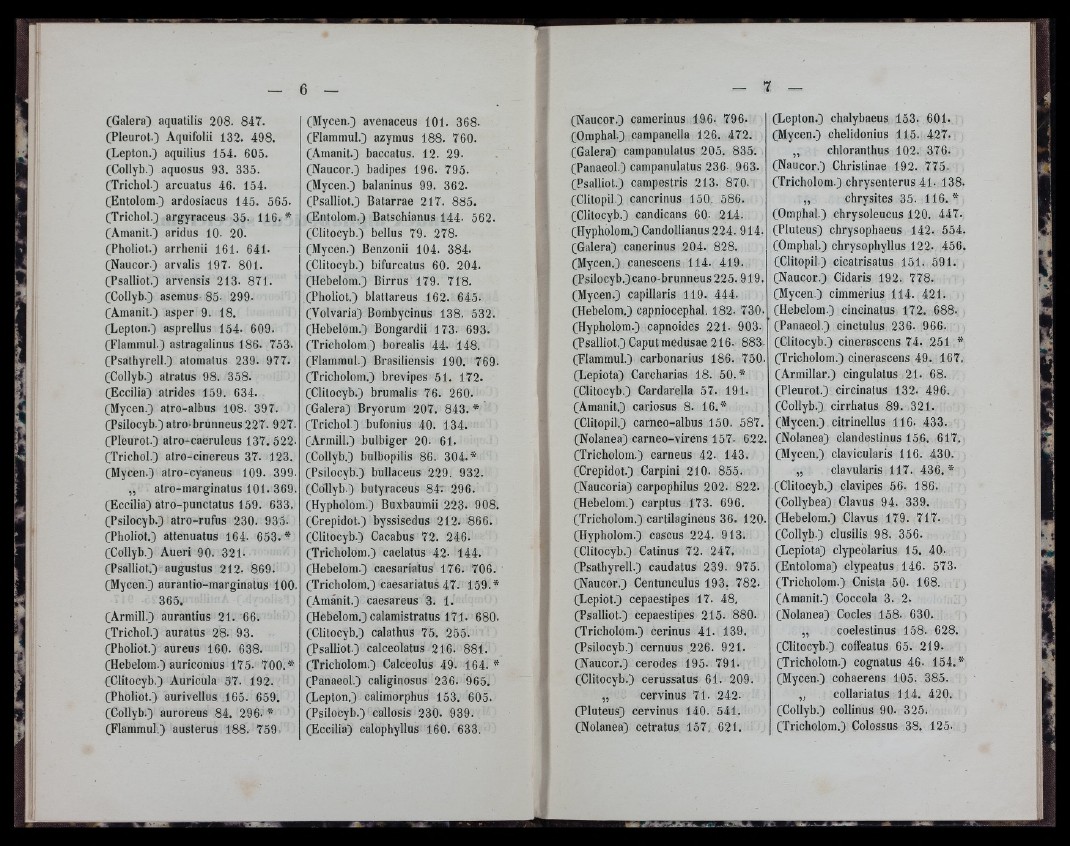 — 6 —
(Galera) aquatilis 208. 847.
(Pleurot.) Aquifolii 132. 498.
(Lepton.) aquilius 154. 605.
(Collyb.) aquosus 93. 335.
(Trichol.) arcuatus 46. 154.
(Entolom.) ardosiacus 145. 565.
(Trichol.) argyraceus 35. 116. *
(Amanit.) aridus 10. 20.
(Pholiot.) arrhenii 161. 641.
(Naucor.) arvalis 197. 801.
(Psalliot.) arvensis 213. 871.
(Collyb.) asemus 85. 299.
(Amanit.) asper 9. 18.
(Lepton.) asprellus 154. 609.
(Flammul.) astragalinus 186. 753.
(Psathyrell.) atomatus 239. 977.
(Collyb.) atratus 98. 358.
(Eccilia) atrides 159. 634.
(Mycen.) atro-albus 108. 397.
(Psilocyb.) atro-brunneus 227. 927.
(Pleurot.) atro-caeruleus 137. 522.
(Trichol.) atro-cinereus 37. 123.
(Mycen.) atro-cyaneus 109. 399.
„ atro-marginatus 101. 369.
(Eccilia) atro-punctatus 159. 633.
(Psilocyb.) atro-rufus 230. 935.
(Pholiot.) attenuatus 164. 653. *
(Collyb.) Aueri 90. 321.
(Psalliot.) augustus 212. 869.
(Mycen.) aurantio-marginatus 100.
365.
(Armill.) aurantius 21. 66.
(Trichol.) auratus 28. 93.
(Pholiot.) aureus 160. 638.
(Hebelom.) auriconius 175. 700. *
(Clitocyb.) Auricula 57. 192.
(Pholiot.) aurivellus 165. 659.
(Collyb.) auroreus 84. 296. *
(Flammul.) austerus 188. 759.
(Mycen.) avenaceus 101. 368.
(Flammul.) azymus 188. 760.
(Amanit.) baccatus. 12. 29.
(Naucor.) badipes 196. 795.
(Mycen.) balaninus 99. 362.
(Psalliot.) Batarrae 217. 885.
(Entolom.) Batschianus 144. 562.
(Clitocyb.) bellus 79. 278.
(Mycen.) Benzonii 104. 384.
(Clitocyb.) bifurcatus 60. 204.
(Hebelom.) Birrus 179. 718.
(Pholiot.) blattareus 162. 645.
(Volvaria) Bombycinus 138. 532.
(Hebelom.) Bongardii 173. 693.
(Tricholom.) borealis 44. 148.
(Flammul.) Brasiliensis 190. 769.
(Tricholom.) brevipes 51. 172.
(Clitocyb.) brumalis 76. 260.
(Galera) Bryorum 207. 843. *
(Trichol.) bufonius 40. 134.
(Armill.) bulbiger 20. 61.
(Collyb.) bulbopilis 86. 304. *
(Psilocyb.) bullaceus 229. 932.
(Collyb.) butyraceus 84. 296.
(Hypholom.) Buxbaumii 223. 908.
(Crepidot.) byssisedus 212. 866.
(Clitocyb.) Cacabus 72. 246.
(Tricholom.) caelatus 42. 144.
(Hebelom.) caesariatus 176. 706.
(Tricholom.) caesariatus 47. 159. *
(Amanit.) caesareus 3. 1.
(Hebelom.) calamistratus 171. 680.
(Clitocyb.) calathus 75. 255.
(Psalliot.) calceolatus 216. 881.
(Tricholom.) Calceolus 49. 164. *
(Panaeol.) caliginosus 236. 965.
(Lepton.) calimorphus 153. 605.
(Psilocyb.) callosis 230. 939.
(Eccilia) calophyllus 160. 633.
— 7 —
(Naucor.) camerinus 196. 796.
(Omphal.) campanella 126. 472.
(Galera) campanulatus 205. 835.
(Panaeol.) campanulatus 236. 963.
(Psalliot.) campestris 213. 870.
(Clitopil.) cancrinus 150. 586.
(Clitocyb.) candicans 60. 214.
(Hypholom.) Candollianus 224. 914.
(Galera) canerinus 204. 828.
(Mycen.) canescens 114. 419.
(Psilocyb.) cano-brunneus 225. 919.
(Mycen.) capillaris 119. 444.
(Hebelom.) capniocephal. 182. 730.
(Hypholom.) capnoides 221. 903.
(Psalliot.) Caput medusae 216. 883.
(Flammul.) carbonarius 186. 750.
(Lepiota) Carcharias 18. 50. *
(Clitocyb.) Cardarella 57. 191.
(Amanit.) cariosus 8. 16. *
(Clitopil.) carneo-albus 150. 587.
(Nolanea) carneo-virens 157. 622.
(Tricholom.) carneus 42. 143.
(Crepidot.) Carpini 210. 855.
(Naucoria) carpophilus 202. 822.
(Hebelom.) carptus 173. 696.
(Tricholom.) cartilagineus 36. 120.
(Hypholom.) cascus 224. 913.
(Clitocyb.) Catinus 72. 247.
(Psathyrell.) caudatus 239. 975.
(Naucor.) Centunculus 193. 782.
(Lepiot.) cepaestipes 17. 48.
(Psalliot.) cepaestipes 215. 880.
(Tricholom.) cerinus 41. 139.
(Psilocyb.) cernuus 226. 921.
(Naucor.) cerodes 195. 791.
(Clitocyb.) cerussatus 61. 209.
„ cervinus 71. 242.
(Pluteus) cervinus 140. 541.
(Nolanea) cetratus 157. 621.
(Lepton.) chalybaeus 153. 601.
(Mycen.) chelidonius 115. 427.
„ chloranthus 102. 376.
(Naucor.) Christinae 192. 775.
(Tricholom.) chrysenterus 41. 138.
„ chrysites 35. 116. *
(Omphal.) chrysoleucus 120. 447.
(Pluteus) chrysophaeus 142. 554.
(Omphal.) chrysophyllus 122. 456.
(Clitopil.) cicatrisatus 151. 591.
(Naucor.) Cidaris 192. 778.
(Mycen.) cimmerius 114. 421.
(Hebelom.) cincinatus 172. 688.
(Panaeol.) cinctulus 236. 966.
(Clitocyb.) cinerascens 74. 251. *
(Tricholom.) cinerascens 49. 167.
(Armillar.) cingulatus 21. 68.
(Pleurot.) circinatus 132. 496.
(Collyb.) cirrhatus 89. 321.
(Mycen.) citrinellus 116. 433.
(Nolanea) clandestinus 156. 617.
(Mycen.) clavicularis 116. 430.
„ clavularis 117. 436. *
(Clitocyb.) clavipes 56. 186.
(Collybea) Clavus 94. 339.
(Hebelom.) Clavus 179. 717.
(Collyb.) clusilis 98. 356.
(Lepiota) clypeolarius 15. 40.
(Entoloma) clypeatus 146. 573.
(Tricholom.) Cnista 50. 168.
(Amanit.) Coccola 3. 2.
(Nolanea) Cocles 158. 630.
„ coelestinus 158. 628.
(Clitocyb.) coffeatus 65. 219.
(Tricholom.) cognatus 46. 154. *
(Mycen.) cohaerens 105. 385.
„ collariatus 114. 420.
(Collyb.) collinus 90. 325.
(Tricholom.) Colossus 38. 125.